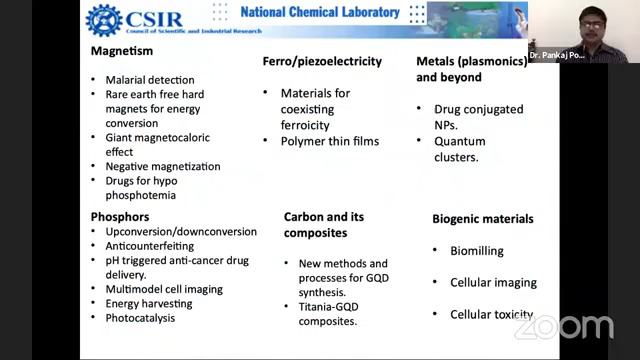 CSIR
Council of Scientific and Industrial Research
National Chemical Laboratory
Dr. Pankaj Po...
Magnetism
• Malarial detection
• Rare earth free hard
magnets for energy
conversion
• Giant magnetocaloric
effect
• Negative magnetization
• Drugs for hypo
phosphotemia
Ferro/piezoelectricity
• Materials for
coexisting
ferroicity
• Polymer thin films
Metals (plasmonics)
and beyond
• Drug conjugated
NPs.
• Quantum
clusters.
Phosphors
• Upconversion/downconversion
• Anticounterfeiting
• pH triggered anti-cancer drug
delivery.
• Multimodel cell imaging
• Energy harvesting
• Photocatalysis
Carbon and its
composites
• New methods and
processes for GQD
synthesis.
• Titania-GQD
composites.
Biogenic materials
• Biomilling
• Cellular imaging
• Cellular toxicity
zoom